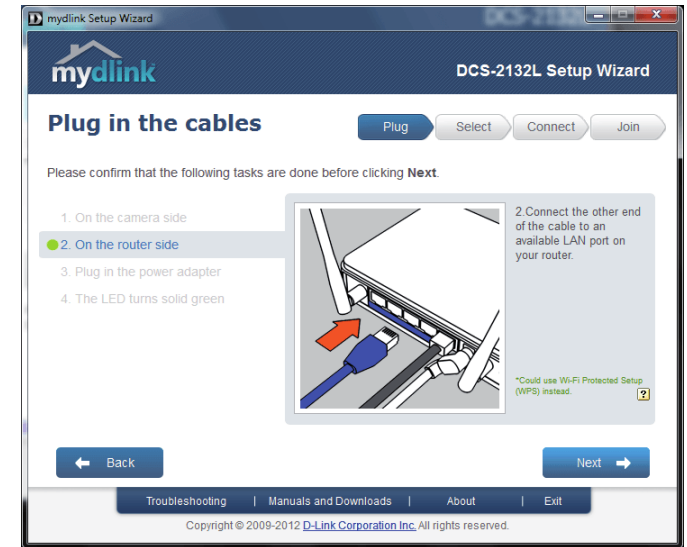 mydlink Setup Wizard
mydlink
DCS-2132L Setup Wizard
Plug in the cables
Plug
Select
Connect
Join
Please confirm that the following tasks are done before clicking Next.
1. On the camera side
2. On the router side
3. Plug in the power adapter
4. The LED turns solid green
2.Connect the other end
of the cable to an
available LAN port on
your router.
*Could use Wi-Fi Protected Setup
(WPS) instead.
?
Back
Next
Troubleshooting | Manuals and Downloads | About | Exit
Copyright © 2009-2012 D-Link Corporation Inc. All rights reserved.